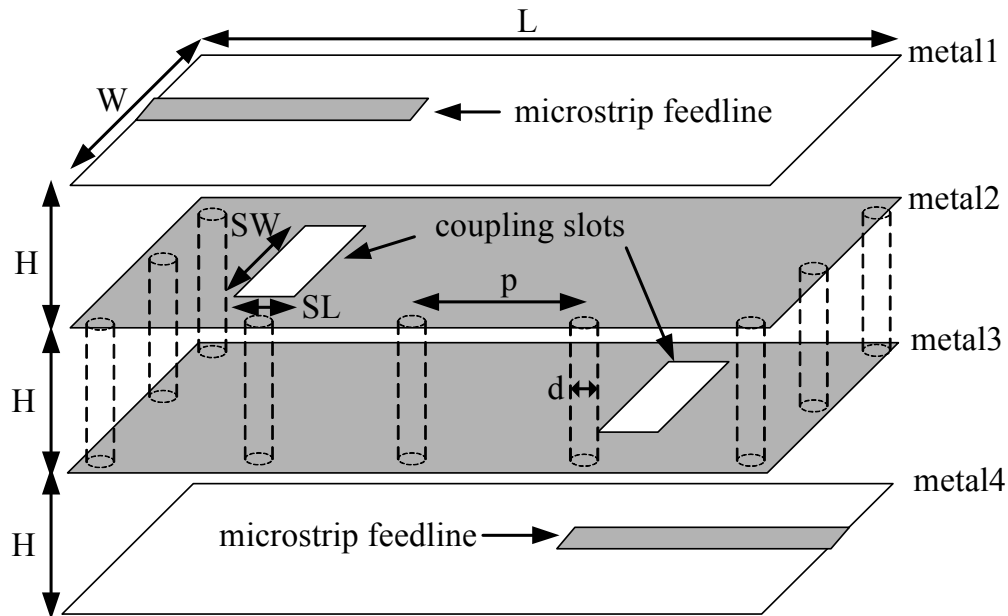 L
metal1
W
microstrip feedline
metal2
SW
coupling slots
H
p
SL
metal3
H
d
metal4
H
microstrip feedline